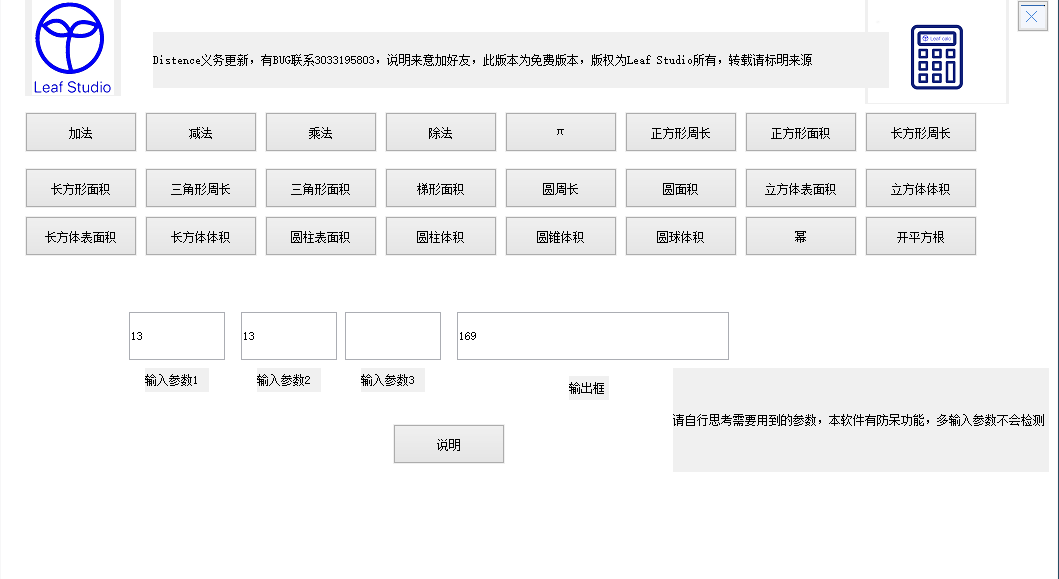 Leaf Studio
Distence义务更新，有BUG联系3033195803，说明来意加好友，此版本为免费版本，版权为Leaf Studio所有，转载请标明来源
Leaf calc
加法
减法
乘法
除法
π
正方形周长
正方形面积
长方形周长
长方形面积
三角形周长
三角形面积
梯形面积
圆周长
圆面积
立方体表面积
立方体体积
长方体表面积
长方体体积
圆柱表面积
圆柱体积
圆锥体积
圆球体积
幂
开平方根
13
13
169
输入参数1
输入参数2
输入参数3
输出框
请自行思考需要用到的参数，本软件有防呆功能，多输入参数不会检测
说明